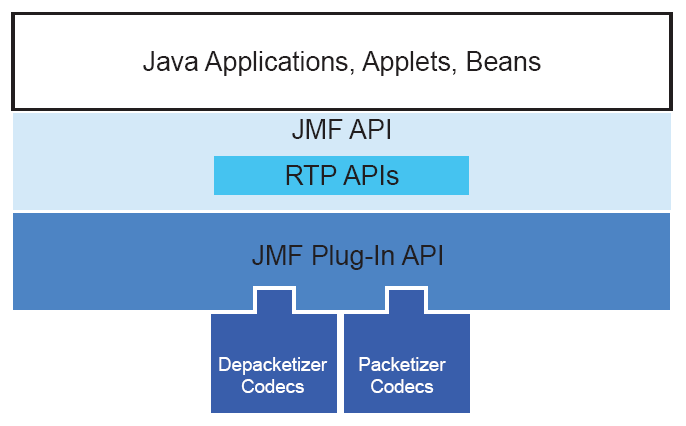 Java Applications, Applets, Beans
JMF API
RTP APIs
JMF Plug-In API
Depacketizer
Codecs
Packetizer
Codecs